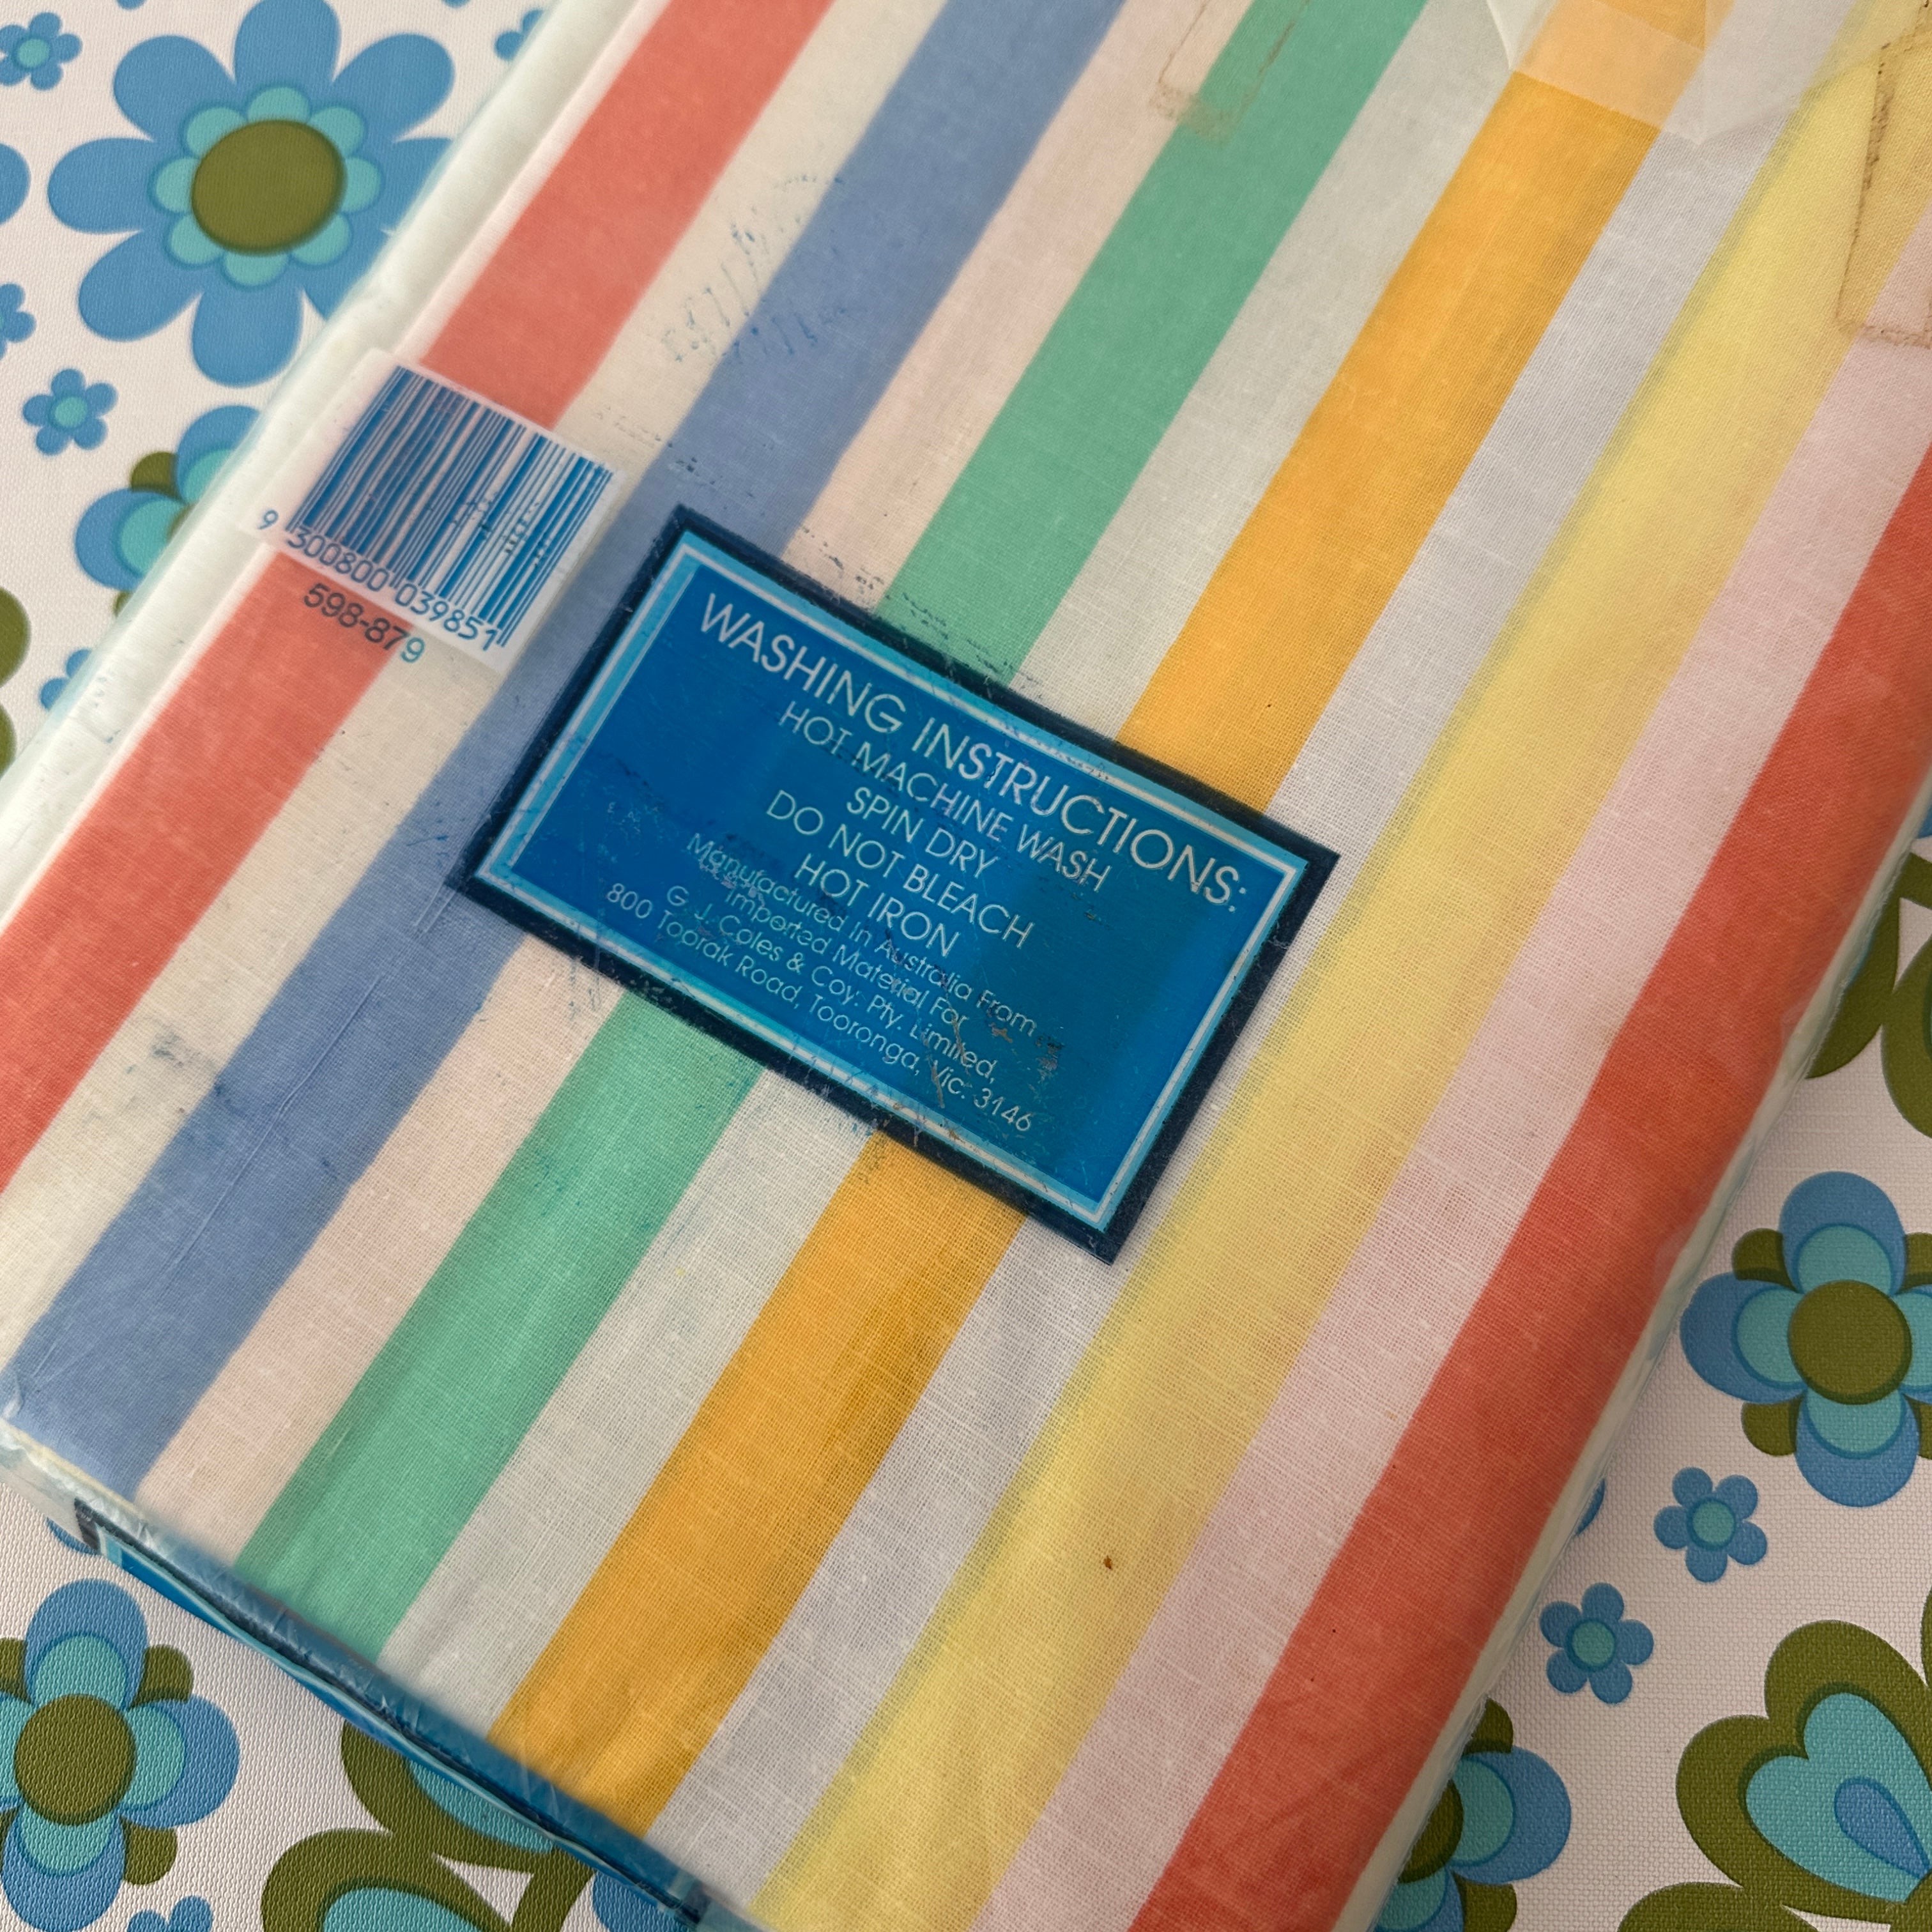 9 300800 039851
598-879
WASHING INSTRUCTIONS:
HOT MACHINE WASH
SPIN DRY
DO NOT BLEACH
HOT IRON
Manufactured In Australia From
Imported Material For
G. J. Coles & Coy. Pty. Limited,
800 Toorak Road, Tooronga, Vic. 3146